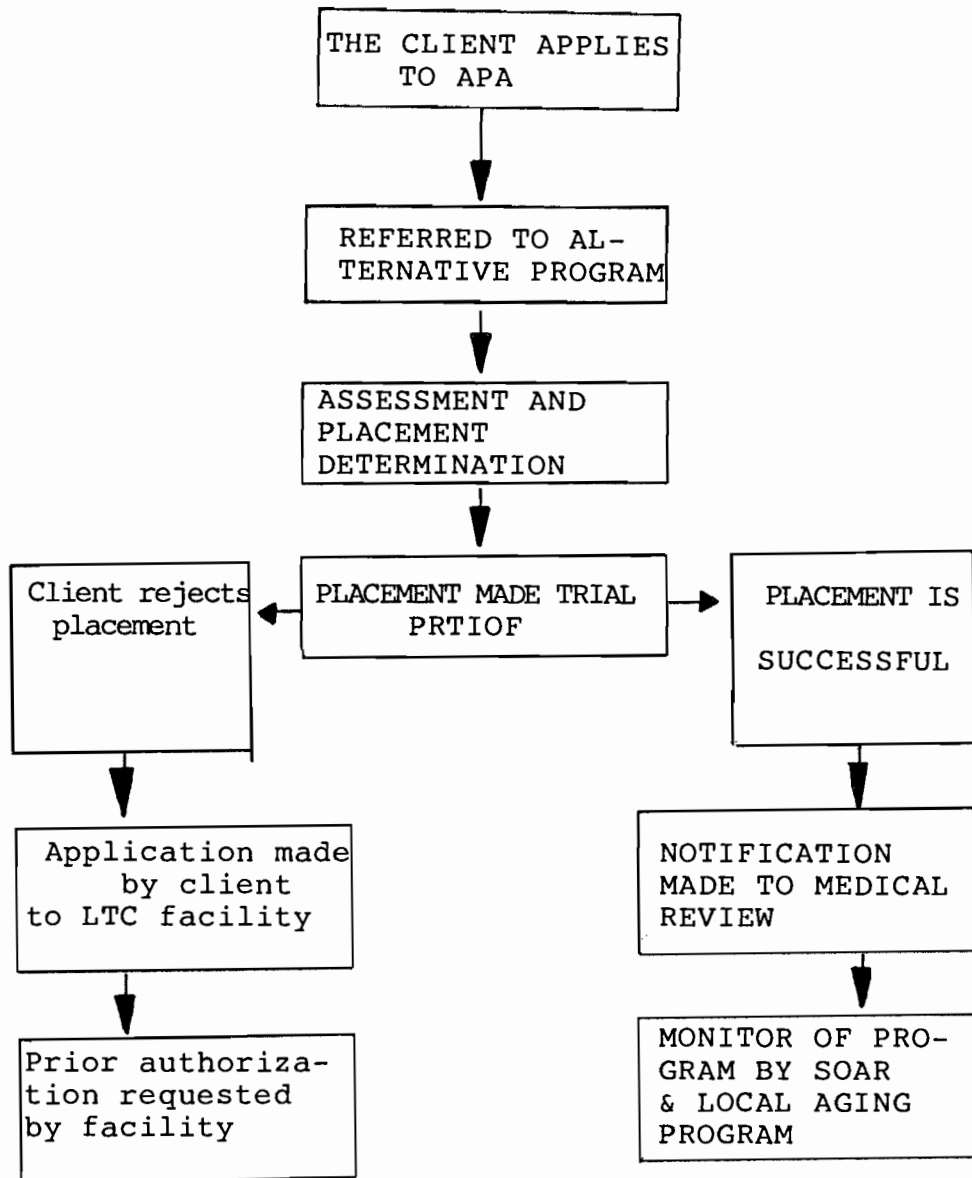 THE CLIENT APPLIES
TO APA
REFERRED TO AL-
TERNATIVE PROGRAM
ASSESSMENT AND
PLACEMENT
DETERMINATION
PLACEMENT MADE TRIAL
PRTIOF
Client rejects
placement
PLACEMENT IS
SUCCESSFUL
Application made
by client
to LTC facility
NOTIFICATION
MADE TO MEDICAL
REVIEW
Prior authoriza-
tion requested
by facility
MONITOR OF PRO-
GRAM BY SOAR
& LOCAL AGING
PROGRAM